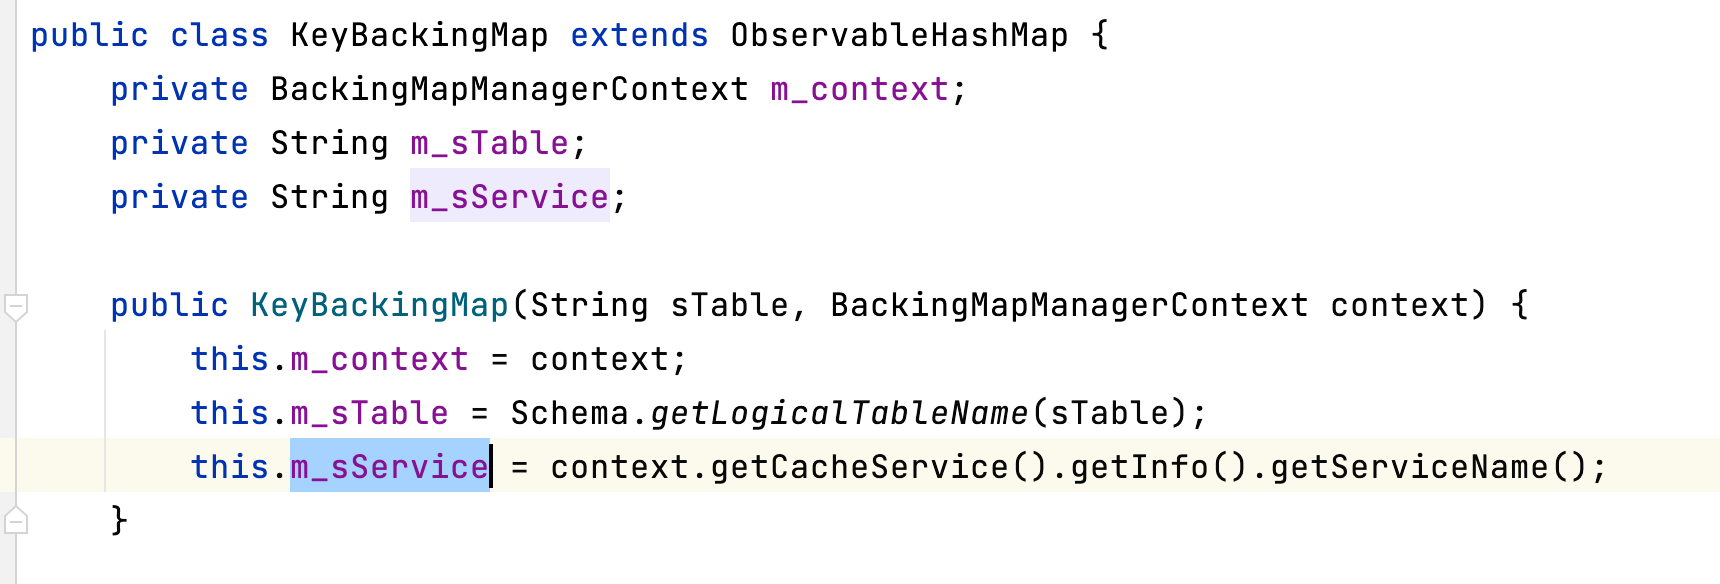 public class KeyBackingMap extends ObservableHashMap {
    private BackingMapManagerContext m_context;
    private String m_sTable;
    private String m_sService;

    public KeyBackingMap(String sTable, BackingMapManagerContext context) {
        this.m_context = context;
        this.m_sTable = Schema.getLogicalTableName(sTable);
        this.m_sService = context.getCacheService().getInfo().getServiceName();
    }